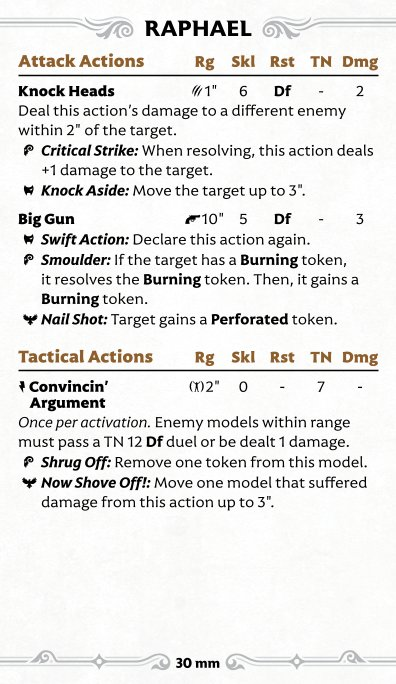 RAPHAEL
Attack Actions Rg Skl Rst TN Dmg
Knock Heads 1" 6 Df - 2
Deal this action's damage to a different enemy
within 2" of the target.
Critical Strike: When resolving, this action deals
+1 damage to the target.
Knock Aside: Move the target up to 3".
Big Gun 10" 5 Df - 3
Swift Action: Declare this action again.
Smoulder: If the target has a Burning token,
it resolves the Burning token. Then, it gains a
Burning token.
Nail Shot: Target gains a Perforated token.
Tactical Actions Rg Skl Rst TN Dmg
Convincin' 2" 0 - 7 -
Argument
Once per activation. Enemy models within range
must pass a TN 12 Df duel or be dealt 1 damage.
Shrug Off: Remove one token from this model.
Now Shove Off!: Move one model that suffered
damage from this action up to 3".
30 mm